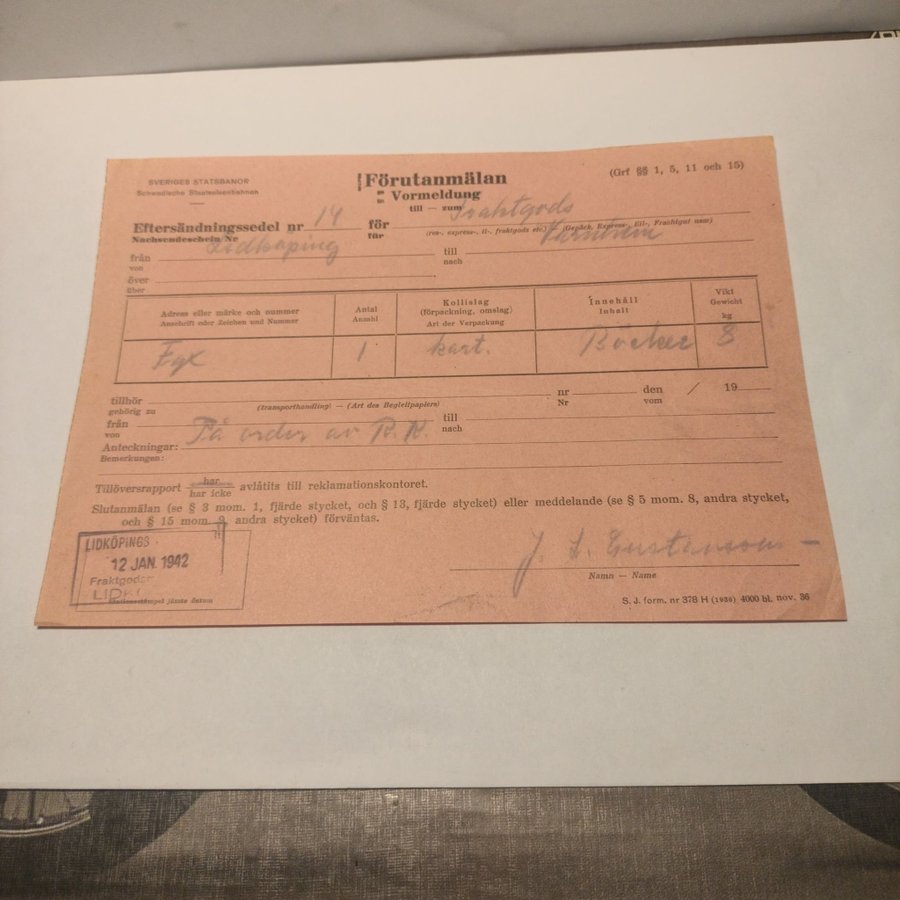 SVERIGES STATSBANOR
Schwedische Staatseisenbahnen
Förutanmälan
Vormeldung
till — zum
(Grf §§ 1, 5, 11 och 15)
Eftersändningssedel nr 14 för Fraktgods
Nachsendeschein Nr für (res-, express-, il-, fraktgods etc.) (Gepäck, Express-, Eil-, Frachtgut usw)
från Lidköping till
von nach
över
über
Adress eller märke och nummer Antal Kollislag Innehåll Vikt
Anschrift oder Zeichen und Nummer Anzahl (förpackning, omslag) Inhalt Gewicht
Art der Verpackung kg
1 kart. Böcker 8
tillhör nr den / 19
gehörig zu (transporthandling) — (Art des Begleitpapiers) Nr vom
från till
von nach
Anteckningar: På order av R.R.
Bemerkungen:
Tillöversrapport har avlåtits till reklamationskontoret.
har icke
Slutanmälan (se § 3 mom. 1, fjärde stycket, och § 13, fjärde stycket) eller meddelande (se § 5 mom. 8, andra stycket,
och § 15 mom. 9 andra stycket) förväntas.
LIDKÖPINGS
12 JAN. 1942
Fraktgods
Stationsstämpel jämte datum
J. L. Gustavsson
Namn — Name
S. J. form. nr 378 H (1936) 4000 bl. nov. 36